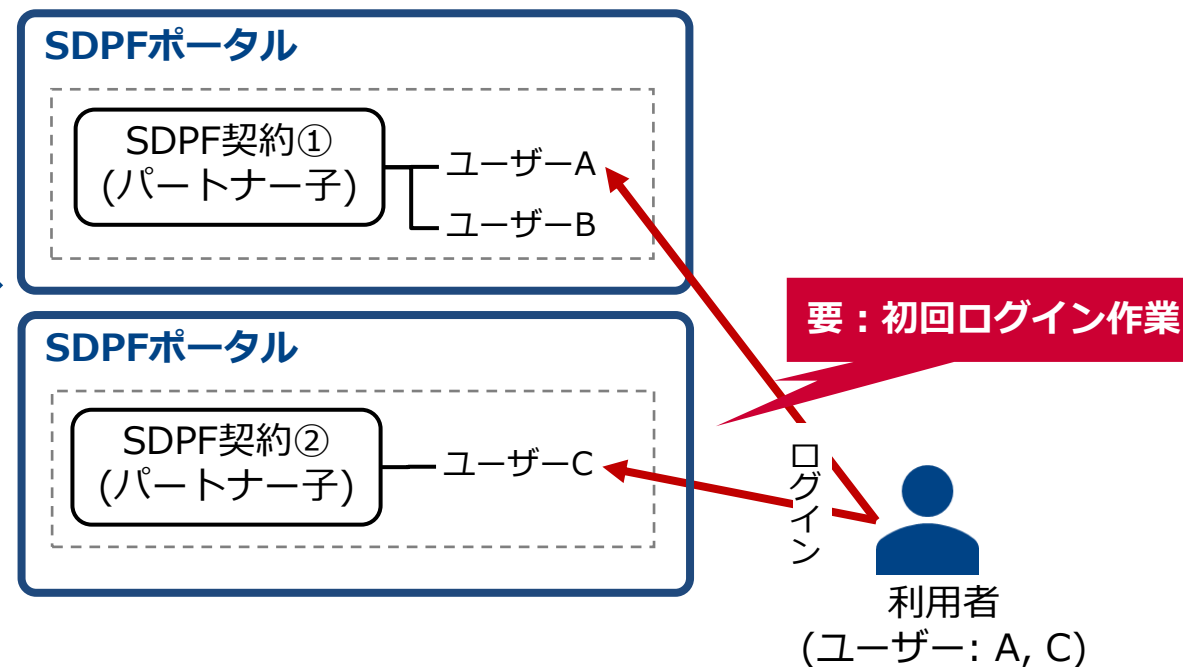 SDPFポータル
SDPF契約①
(パートナー子)
ユーザーA
ユーザーB
SDPFポータル
SDPF契約②
(パートナー子)
ユーザーC
要：初回ログイン作業
ログイン
利用者
(ユーザー: A, C)